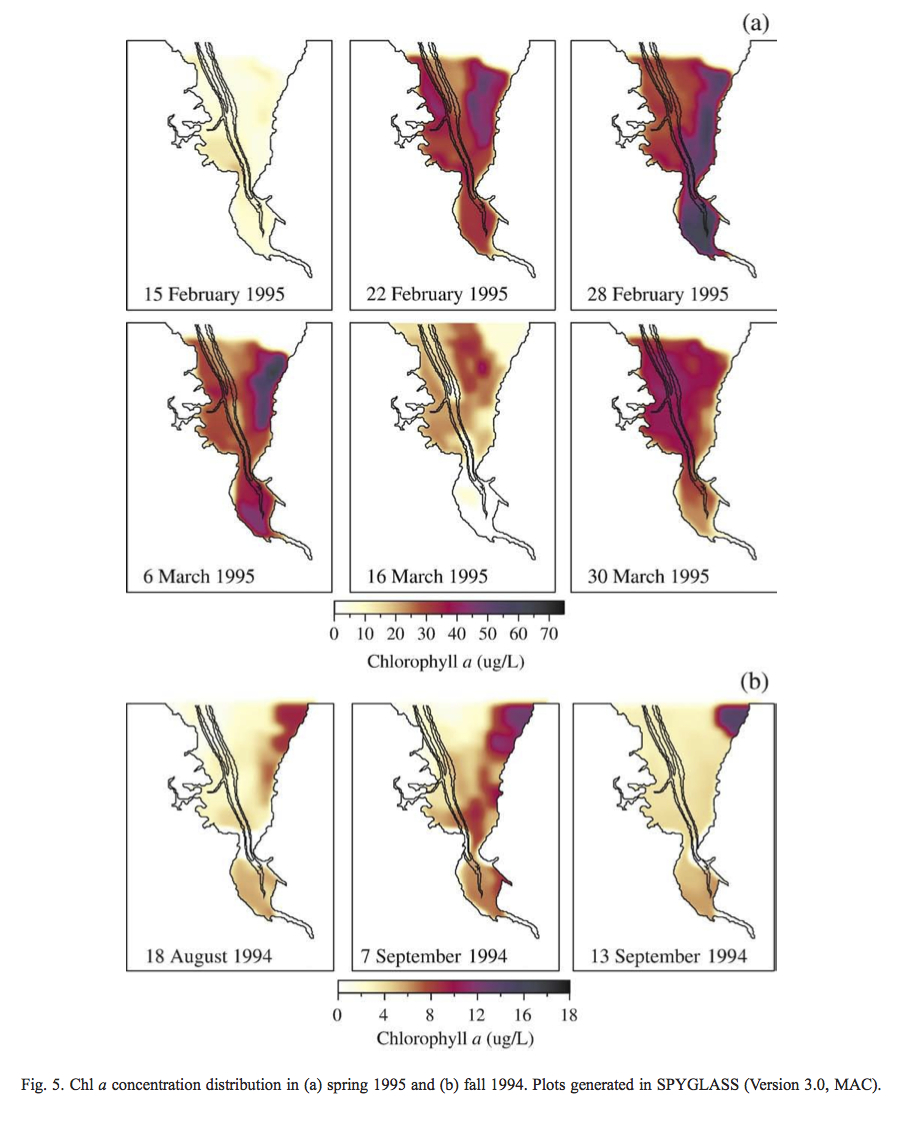 (a)
15 February 1995
22 February 1995
28 February 1995
6 March 1995
16 March 1995
30 March 1995
0 10 20 30 40 50 60 70
Chlorophyll a (ug/L)
(b)
18 August 1994
7 September 1994
13 September 1994
0 4 8 12 16 18
Chlorophyll a (ug/L)
Fig. 5. Chl a concentration distribution in (a) spring 1995 and (b) fall 1994. Plots generated in SPYGLASS (Version 3.0, MAC).